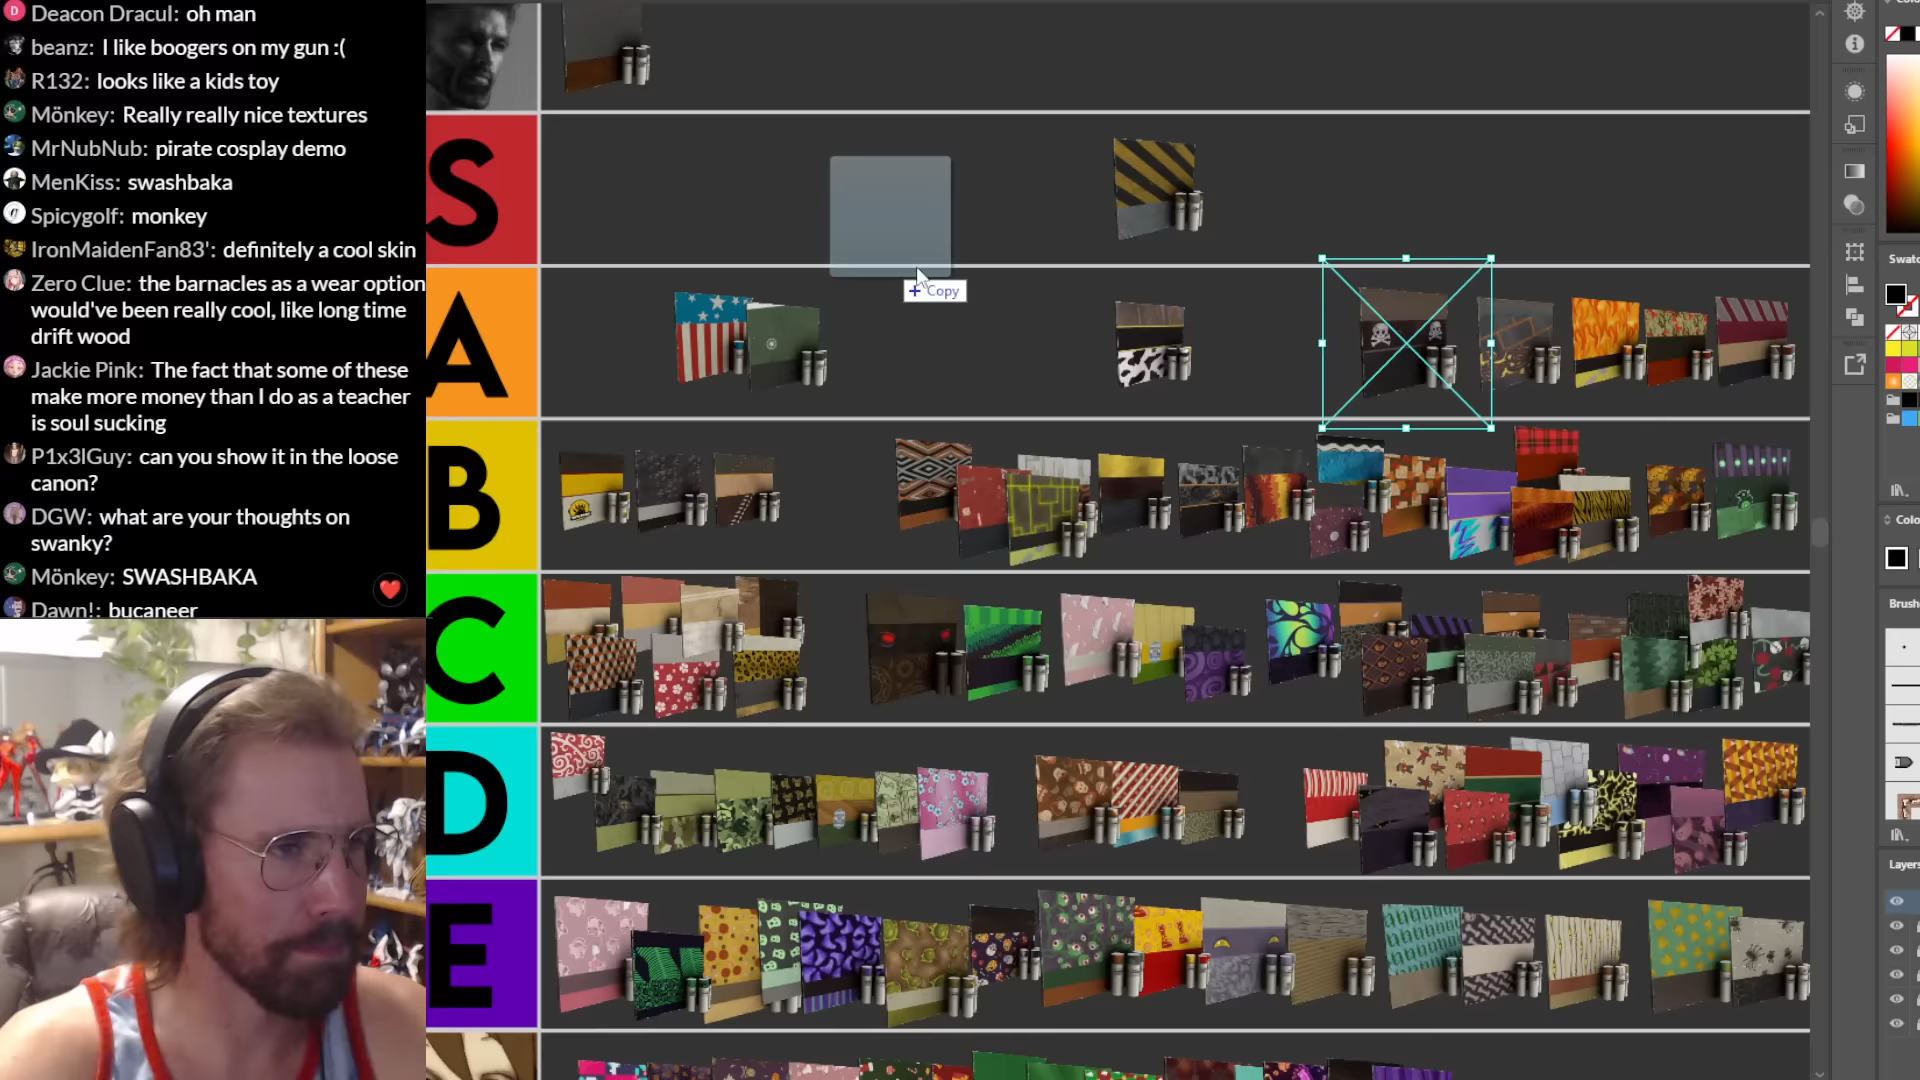 Deacon Dracul: oh man
beanz: I like boogers on my gun :(
R132: looks like a kids toy
Mönkey: Really really nice textures
MrNubNub: pirate cosplay demo
MenKiss: swashbaka
Spicygolf: monkey
IronMaidenFan83': definitely a cool skin
Zero Clue: the barnacles as a wear option
would've been really cool, like long time
drift wood
Jackie Pink: The fact that some of these
make more money than I do as a teacher
is soul sucking
P1x3lGuy: can you show it in the loose
canon?
DGW: what are your thoughts on
swanky?
Mönkey: SWASHBAKA
Dawn!: bucaneer
S
A
B
C
D
E
+ Copy
Swatc
Colo
Brush
Layers